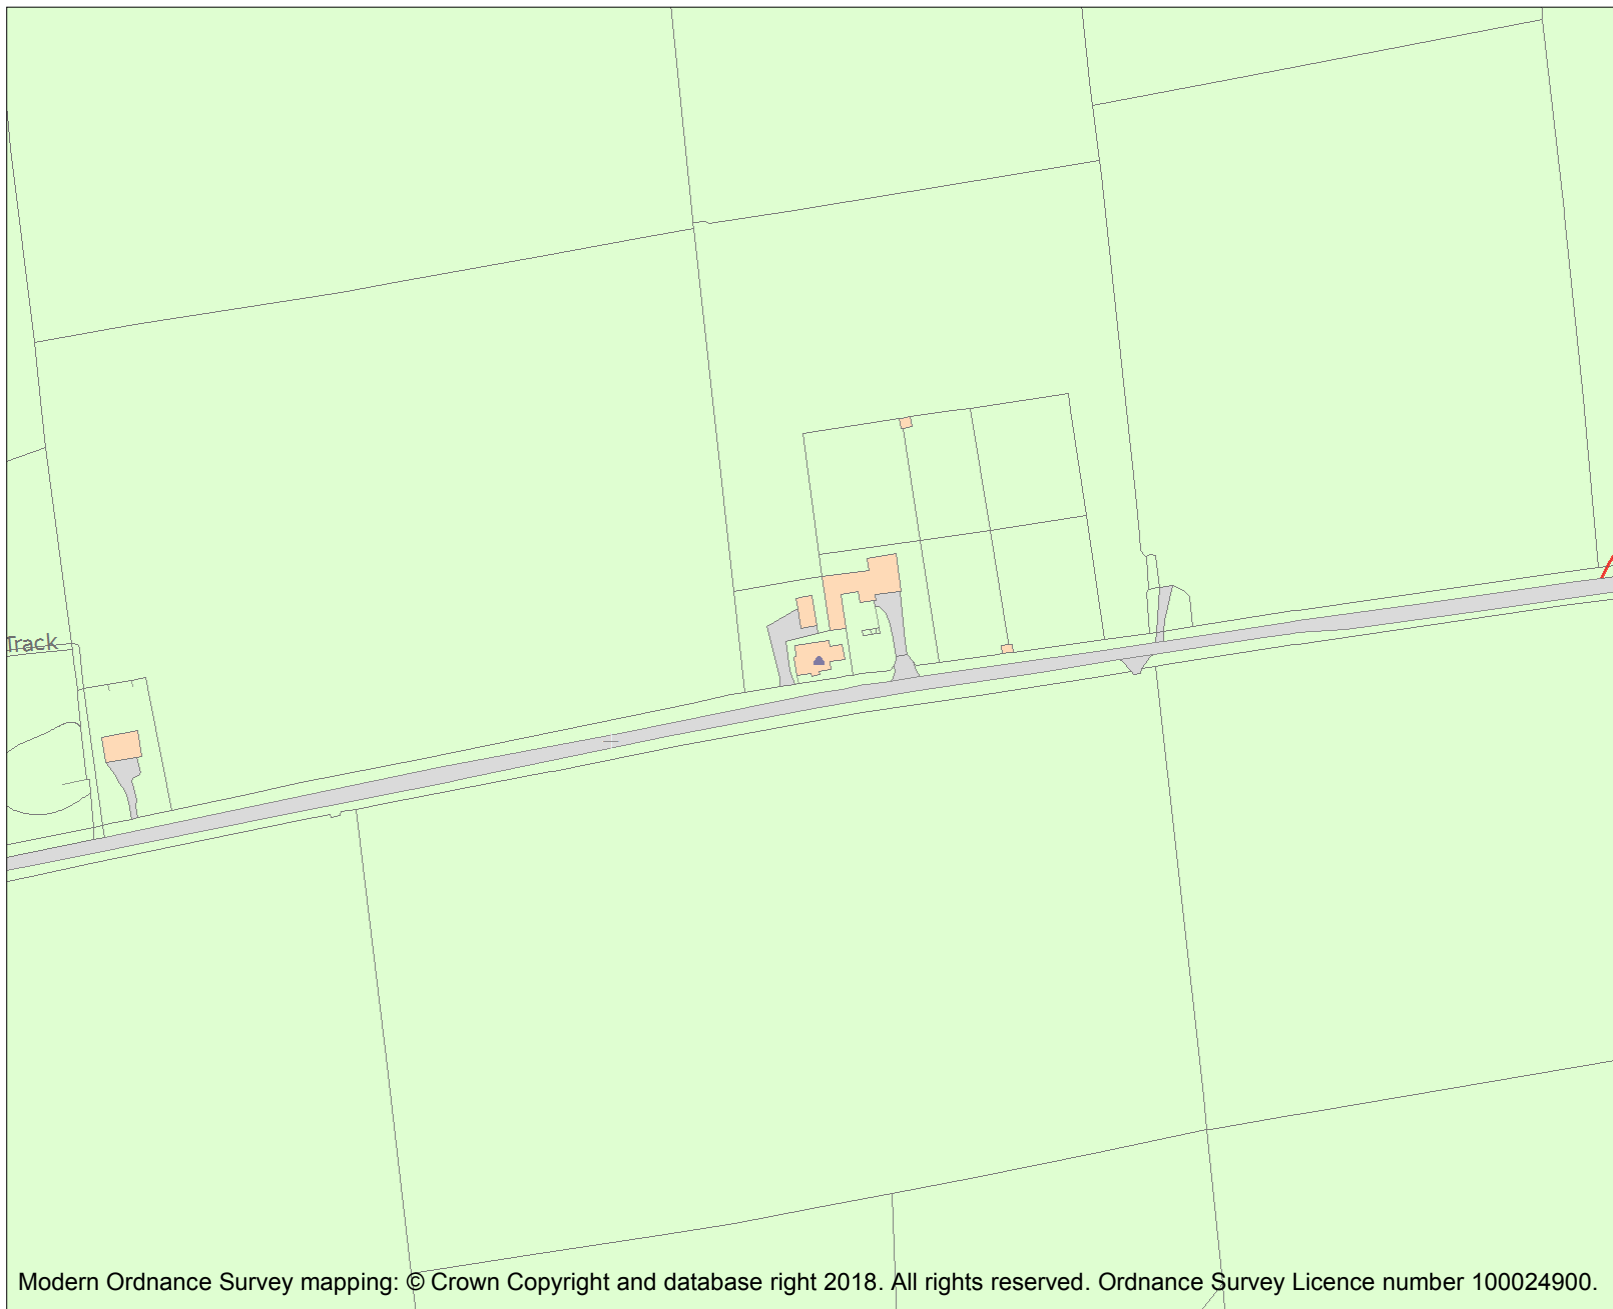 Track
Modern Ordnance Survey mapping: © Crown Copyright and database right 2018. All rights reserved. Ordnance Survey Licence number 100024900.